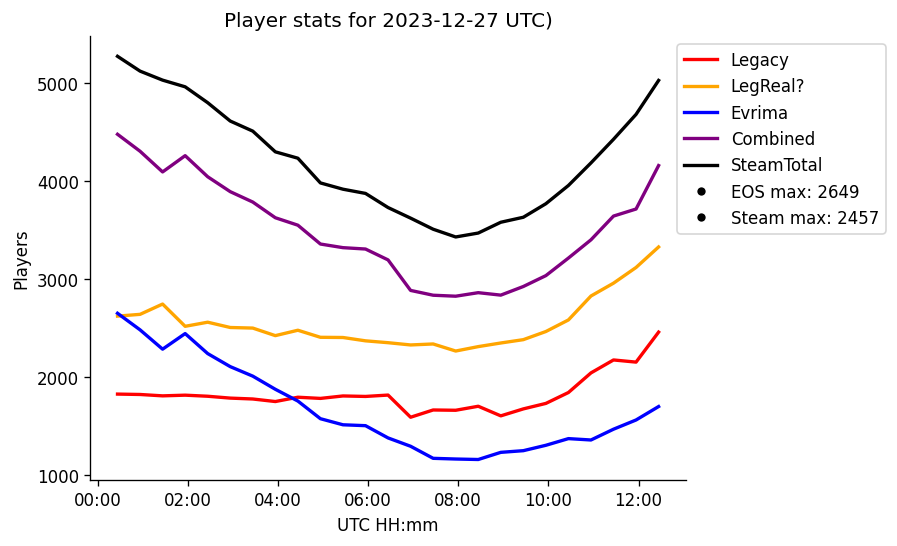 Player stats for 2023-12-27 UTC)
Legacy
LegReal?
Evrima
Combined
SteamTotal
EOS max: 2649
Steam max: 2457
Players
5000
4000
3000
2000
1000
00:00 02:00 04:00 06:00 08:00 10:00 12:00
UTC HH:mm